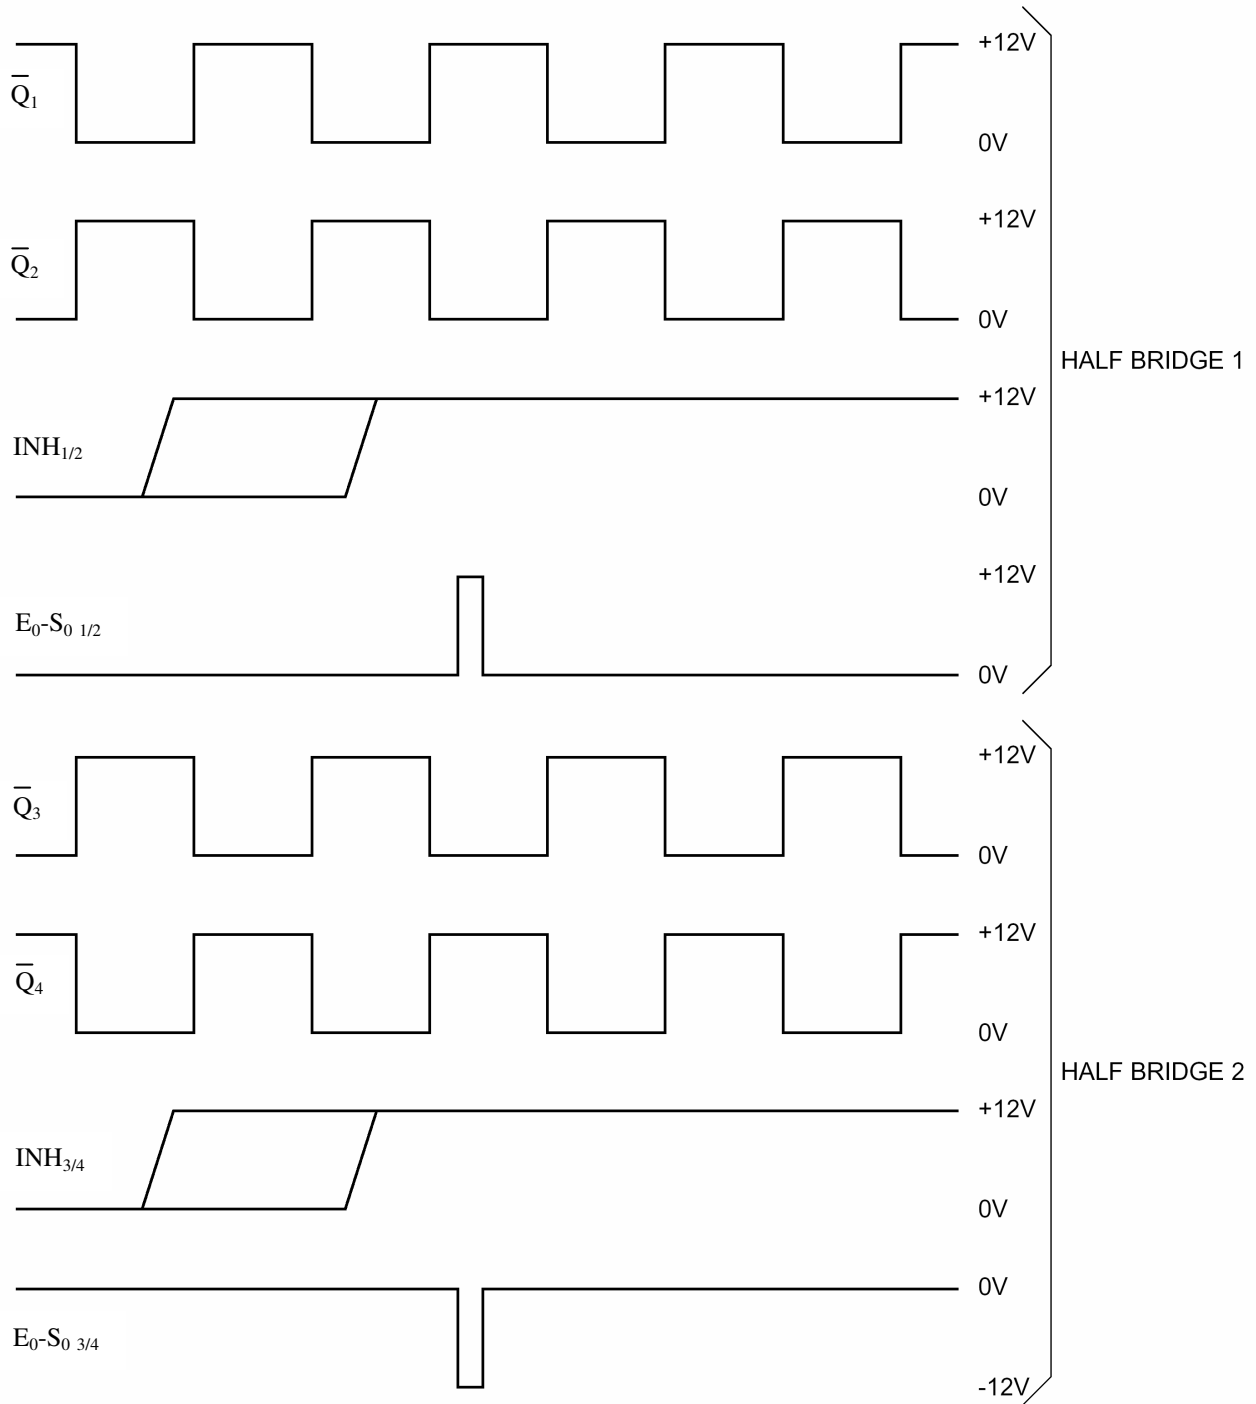 +12V
Q̅₁
0V
+12V
Q̅₂
0V
HALF BRIDGE 1
+12V
INH₁/₂
0V
+12V
E₀-S₀ ₁/₂
0V
+12V
Q̅₃
0V
+12V
Q̅₄
0V
HALF BRIDGE 2
+12V
INH₃/₄
0V
0V
E₀-S₀ ₃/₄
-12V